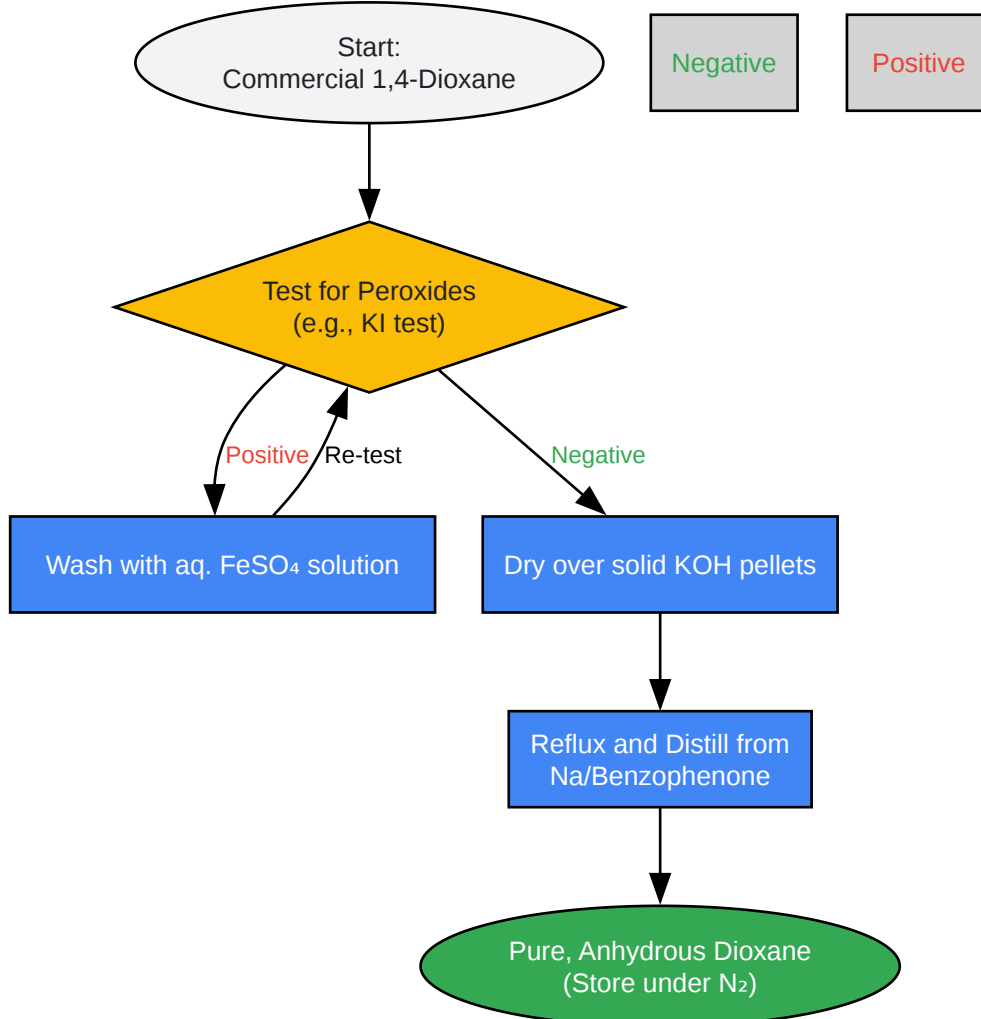 Start:
Commercial 1,4-Dioxane
Negative
Positive
Test for Peroxides
(e.g., KI test)
Positive
Re-test
Negative
Wash with aq. FeSO₄ solution
Dry over solid KOH pellets
Reflux and Distill from
Na/Benzophenone
Pure, Anhydrous Dioxane
(Store under N₂)